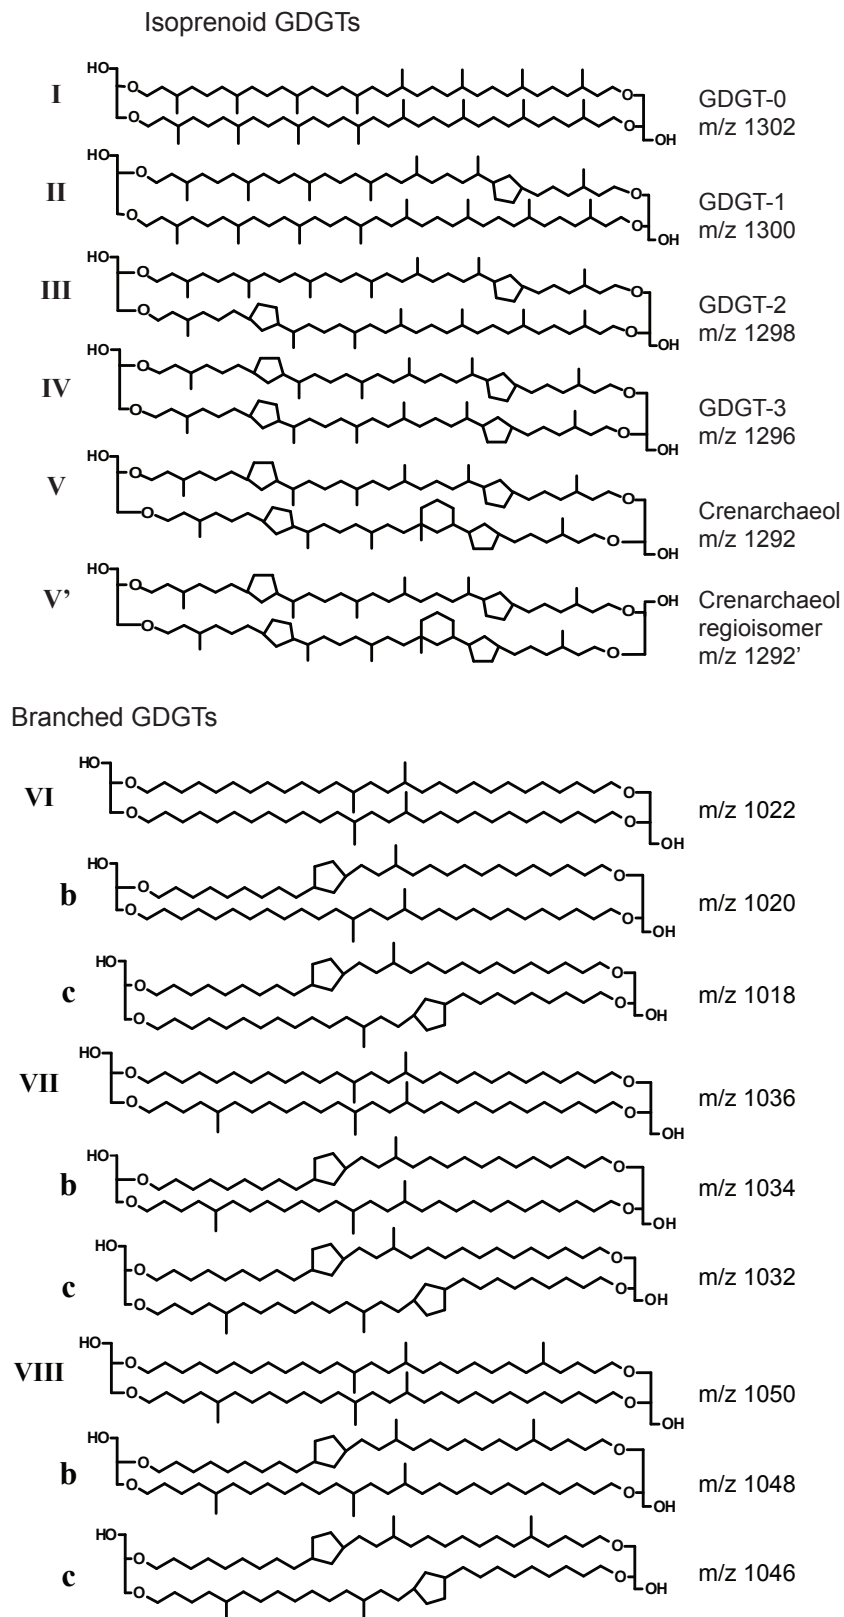 Isoprenoid GDGTs
I
HO
O
O
O
O
OH
GDGT-0
m/z 1302
II
HO
O
O
O
O
OH
GDGT-1
m/z 1300
III
HO
O
O
O
O
OH
GDGT-2
m/z 1298
IV
HO
O
O
O
O
OH
GDGT-3
m/z 1296
V
HO
O
O
O
O
OH
Crenarchaeol
m/z 1292
V’
HO
O
O
O
O
OH
Crenarchaeol
regioisomer
m/z 1292’
Branched GDGTs
VI
HO
O
O
O
O
OH
m/z 1022
b
HO
O
O
O
O
OH
m/z 1020
c
HO
O
O
O
O
OH
m/z 1018
VII
HO
O
O
O
O
OH
m/z 1036
b
HO
O
O
O
O
OH
m/z 1034
c
HO
O
O
O
O
OH
m/z 1032
VIII
HO
O
O
O
O
OH
m/z 1050
b
HO
O
O
O
O
OH
m/z 1048
c
HO
O
O
O
O
OH
m/z 1046